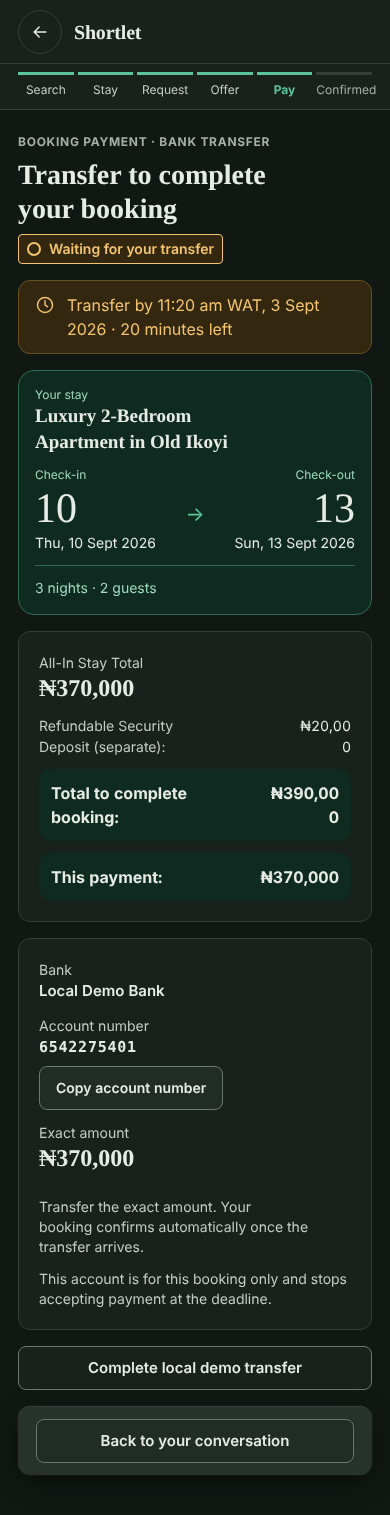 Shortlet
Search Stay Request Offer Pay Confirmed
BOOKING PAYMENT · BANK TRANSFER
Transfer to complete
your booking
Waiting for your transfer
Transfer by 11:20 am WAT, 3 Sept
2026 · 20 minutes left
Your stay
Luxury 2-Bedroom
Apartment in Old Ikoyi
Check-in → Check-out
10 13
Thu, 10 Sept 2026 Sun, 13 Sept 2026
3 nights · 2 guests
All-In Stay Total
₦370,000
Refundable Security ₦20,00
Deposit (separate): 0
Total to complete ₦390,00
booking: 0
This payment: ₦370,000
Bank
Local Demo Bank
Account number
6542275401
Copy account number
Exact amount
₦370,000
Transfer the exact amount. Your
booking confirms automatically once the
transfer arrives.
This account is for this booking only and stops
accepting payment at the deadline.
Complete local demo transfer
Back to your conversation